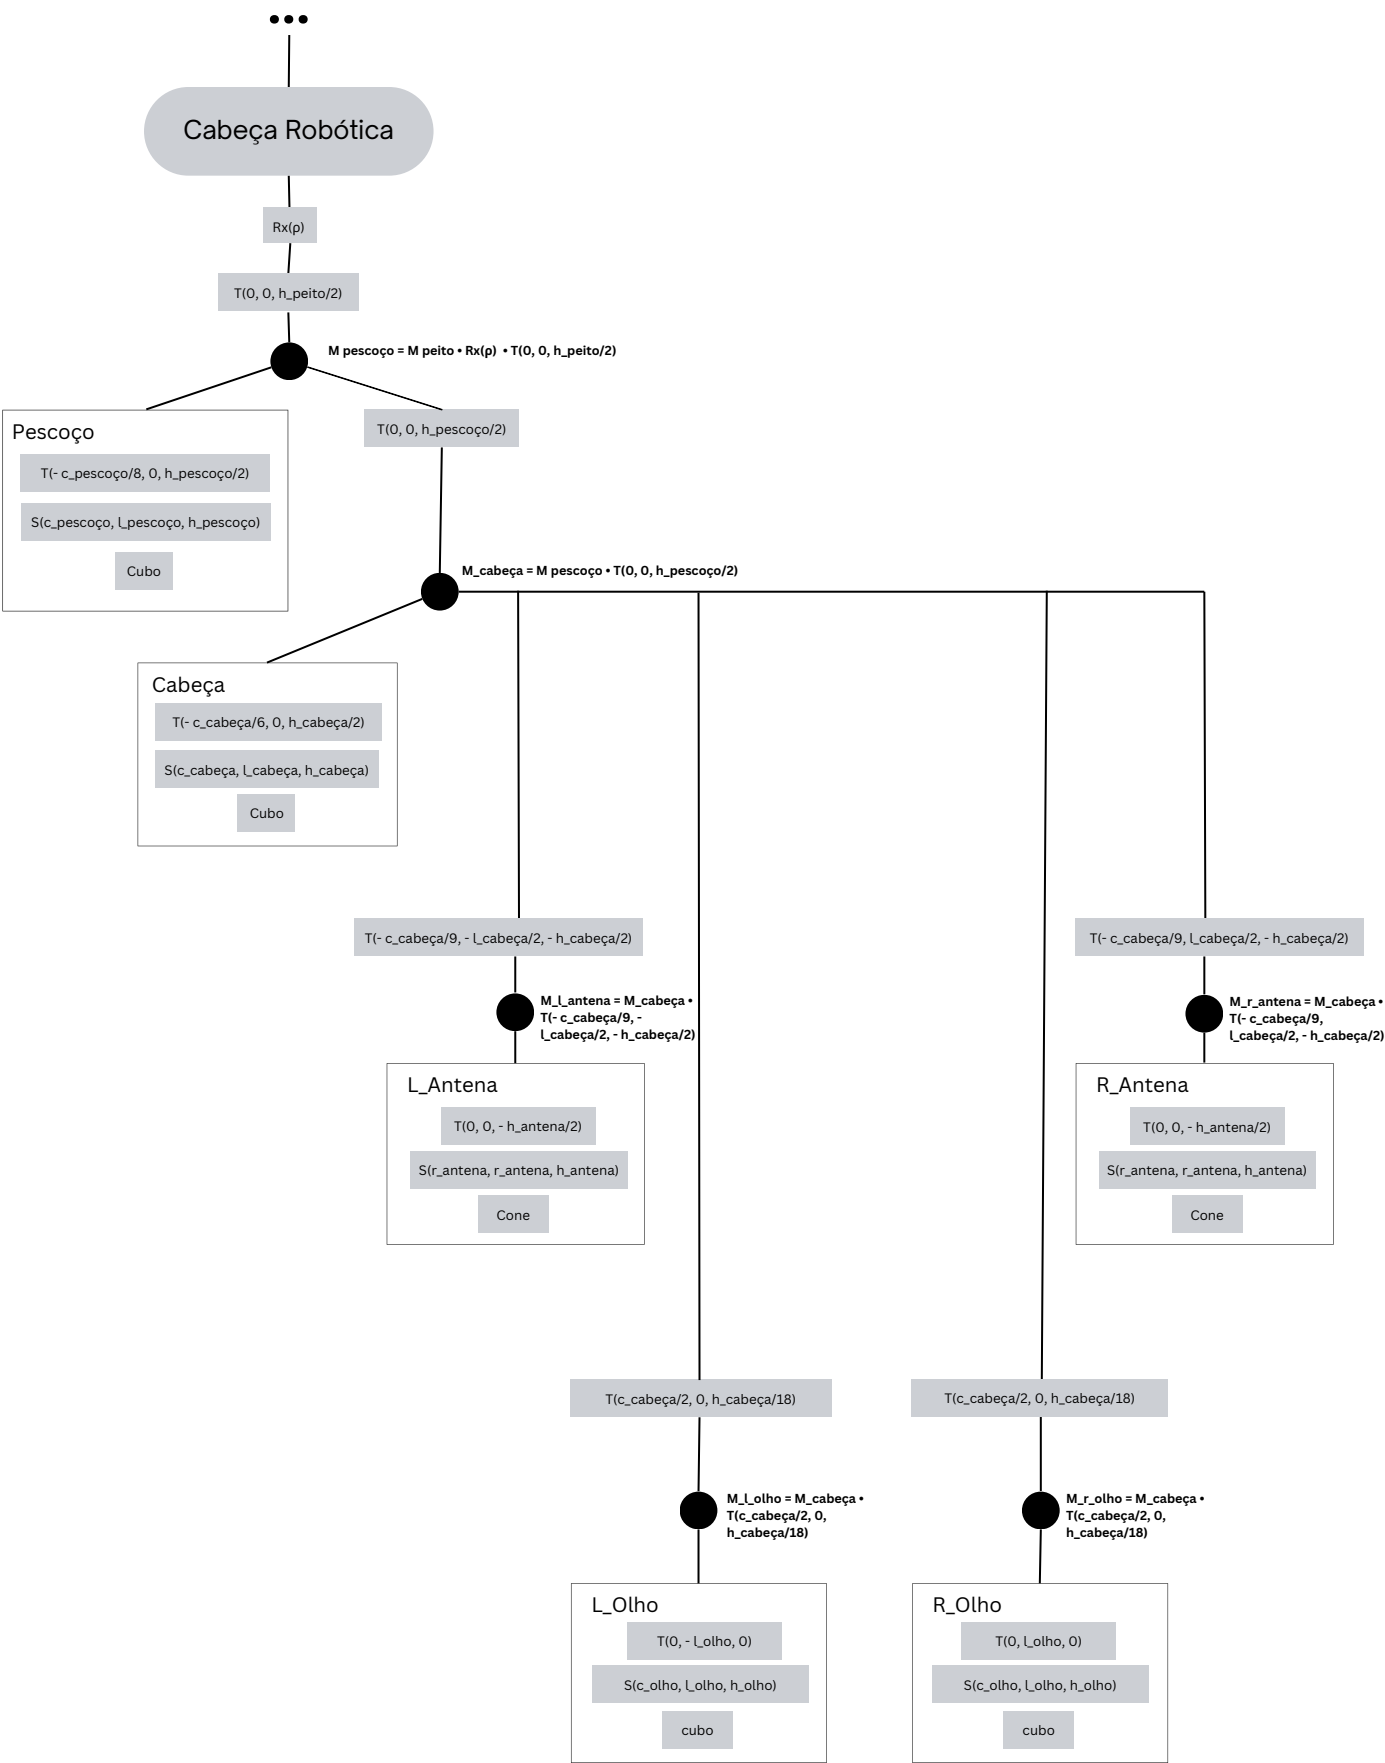 •••
Cabeça Robótica
Rx(ρ)
T(0, 0, h_peito/2)
M pescoço = M peito • Rx(ρ) • T(0, 0, h_peito/2)
Pescoço
T(- c_pescoço/8, 0, h_pescoço/2)
S(c_pescoço, l_pescoço, h_pescoço)
Cubo
T(0, 0, h_pescoço/2)
M_cabeça = M pescoço • T(0, 0, h_pescoço/2)
Cabeça
T(- c_cabeça/6, 0, h_cabeça/2)
S(c_cabeça, l_cabeça, h_cabeça)
Cubo
T(- c_cabeça/9, - l_cabeça/2, - h_cabeça/2)
M_l_antena = M_cabeça •
T(- c_cabeça/9, -
l_cabeça/2, - h_cabeça/2)
L_Antena
T(0, 0, - h_antena/2)
S(r_antena, r_antena, h_antena)
Cone
T(- c_cabeça/9, l_cabeça/2, - h_cabeça/2)
M_r_antena = M_cabeça •
T(- c_cabeça/9,
l_cabeça/2, - h_cabeça/2)
R_Antena
T(0, 0, - h_antena/2)
S(r_antena, r_antena, h_antena)
Cone
T(c_cabeça/2, 0, h_cabeça/18)
M_l_olho = M_cabeça •
T(c_cabeça/2, 0,
h_cabeça/18)
L_Olho
T(0, - l_olho, 0)
S(c_olho, l_olho, h_olho)
cubo
T(c_cabeça/2, 0, h_cabeça/18)
M_r_olho = M_cabeça •
T(c_cabeça/2, 0,
h_cabeça/18)
R_Olho
T(0, l_olho, 0)
S(c_olho, l_olho, h_olho)
cubo